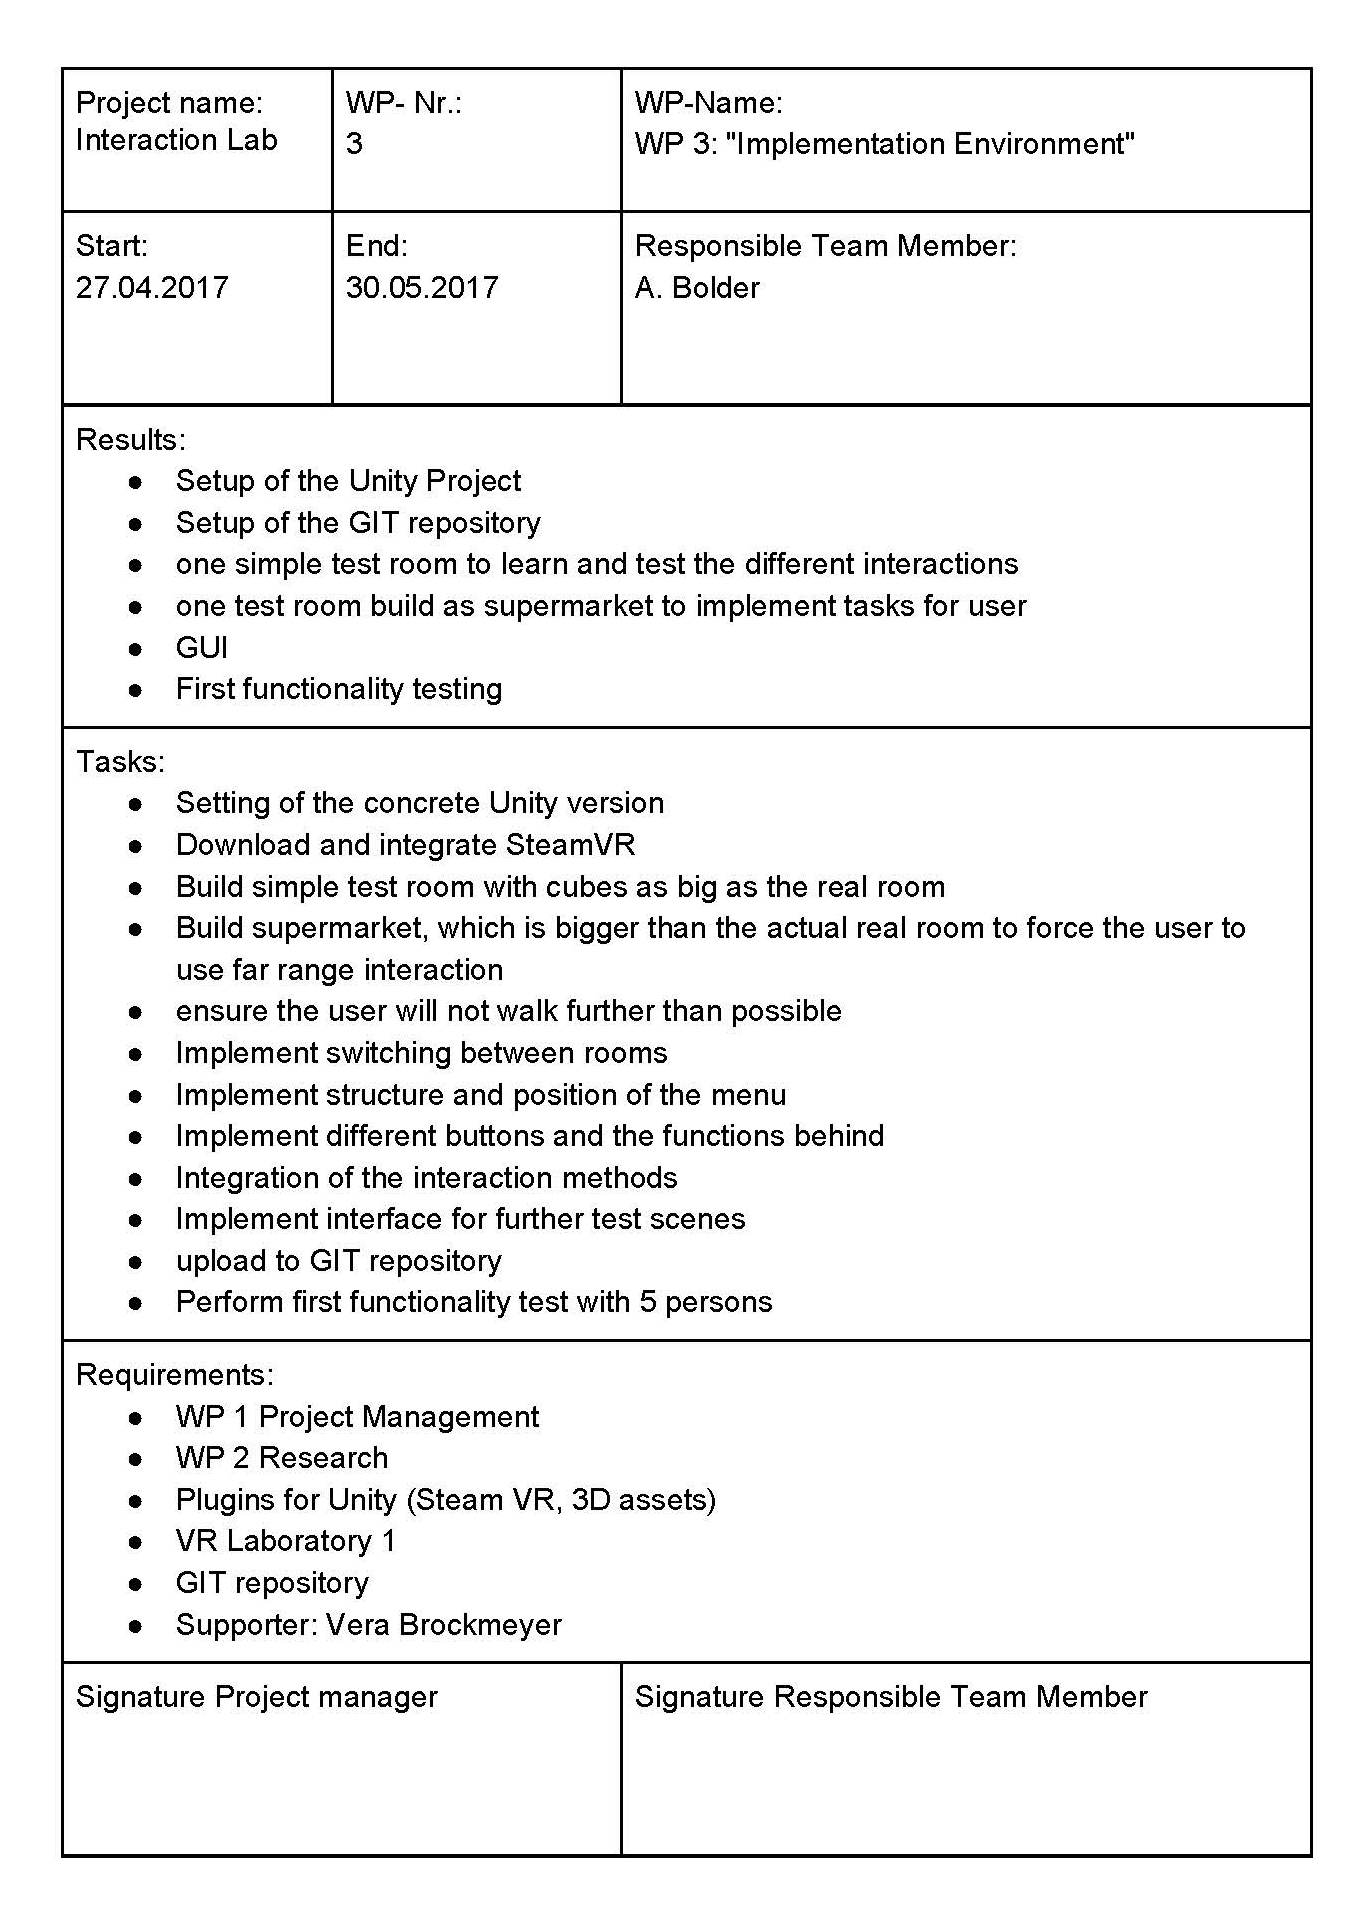 Project name:
Interaction Lab
WP- Nr.:
3
WP-Name:
WP 3: "Implementation Environment"
Start:
27.04.2017
End:
30.05.2017
Responsible Team Member:
A. Bolder
Results:
● Setup of the Unity Project
● Setup of the GIT repository
● one simple test room to learn and test the different interactions
● one test room build as supermarket to implement tasks for user
● GUI
● First functionality testing
Tasks:
● Setting of the concrete Unity version
● Download and integrate SteamVR
● Build simple test room with cubes as big as the real room
● Build supermarket, which is bigger than the actual real room to force the user to
use far range interaction
● ensure the user will not walk further than possible
● Implement switching between rooms
● Implement structure and position of the menu
● Implement different buttons and the functions behind
● Integration of the interaction methods
● Implement interface for further test scenes
● upload to GIT repository
● Perform first functionality test with 5 persons
Requirements:
● WP 1 Project Management
● WP 2 Research
● Plugins for Unity (Steam VR, 3D assets)
● VR Laboratory 1
● GIT repository
● Supporter: Vera Brockmeyer
Signature Project manager
Signature Responsible Team Member